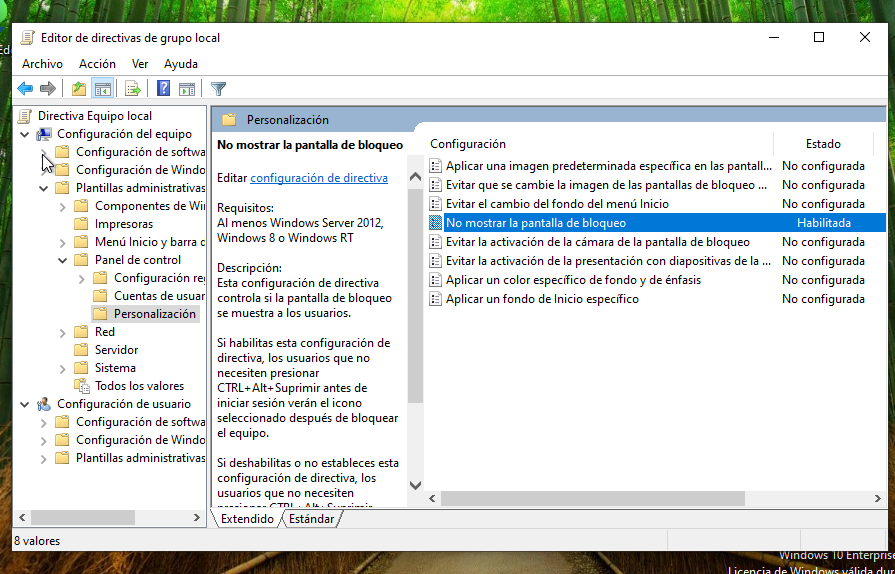 Editor de directivas de grupo local
Archivo Acción Ver Ayuda
Directiva Equipo local
Configuración del equipo
Configuración de softwa
Configuración de Windo
Plantillas administrativas
Componentes de Wi
Impresoras
Menú Inicio y barra d
Panel de control
Configuración re
Cuentas de usuar
Personalización
Red
Servidor
Sistema
Todos los valores
Configuración de usuario
Configuración de softwa
Configuración de Windo
Plantillas administrativas
Personalización
No mostrar la pantalla de bloqueo
Editar configuración de directiva
Requisitos:
Al menos Windows Server 2012,
Windows 8 o Windows RT
Descripción:
Esta configuración de directiva
controla si la pantalla de bloqueo
se muestra a los usuarios.
Si habilitas esta configuración de
directiva, los usuarios que no
necesiten presionar
CTRL+Alt+Suprimir antes de
iniciar sesión verán el icono
seleccionado después de bloquear
el equipo.
Si deshabilitas o no estableces esta
configuración de directiva, los
usuarios que no necesiten
presionar CTRL+Alt+Suprimir
Configuración Estado
Aplicar una imagen predeterminada específica en las pantall... No configurada
Evitar que se cambie la imagen de las pantallas de bloqueo ... No configurada
Evitar el cambio del fondo del menú Inicio No configurada
No mostrar la pantalla de bloqueo Habilitada
Evitar la activación de la cámara de la pantalla de bloqueo No configurada
Evitar la activación de la presentación con diapositivas de la ... No configurada
Aplicar un color específico de fondo y de énfasis No configurada
Aplicar un fondo de Inicio específico No configurada
Extendido Estándar
8 valores
Windows 10 Enterprise
Licencia de Windows válida dur